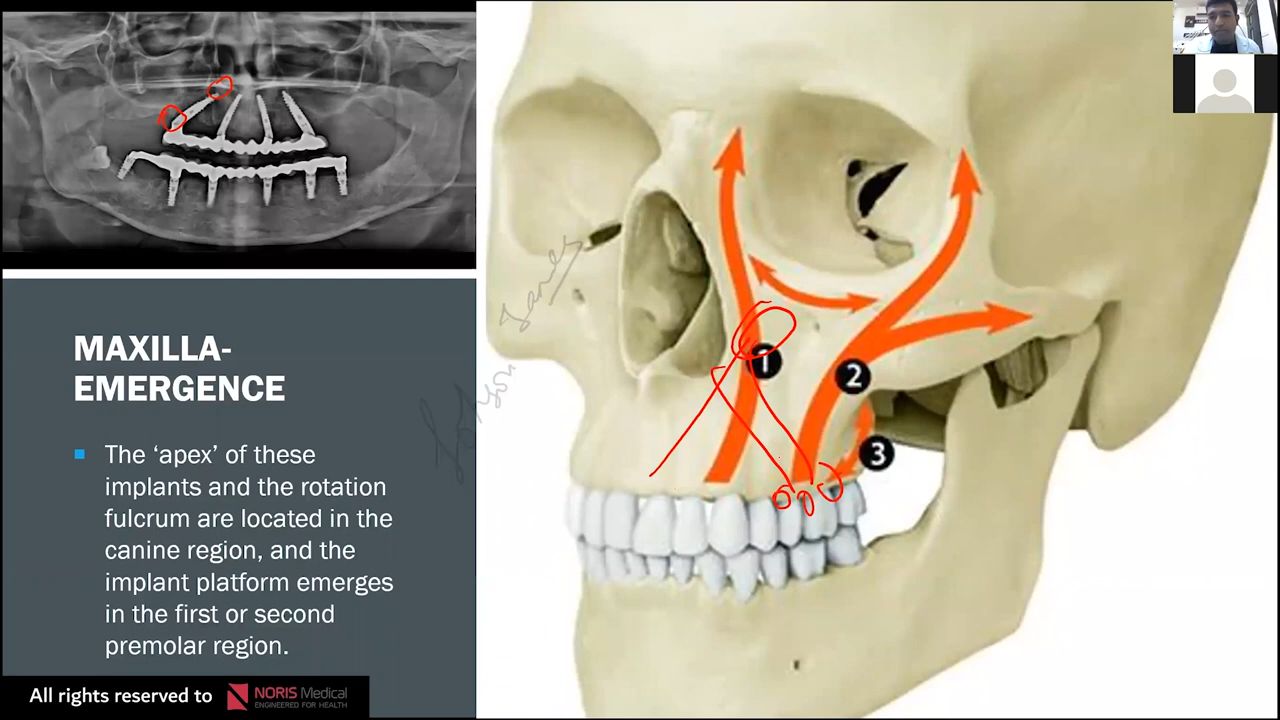 MAXILLA-
EMERGENCE
The ‘apex’ of these
implants and the rotation
fulcrum are located in the
canine region, and the
implant platform emerges
in the first or second
premolar region.
All rights reserved to
NORIS Medical
ENGINEERED FOR HEALTH
1
2
3